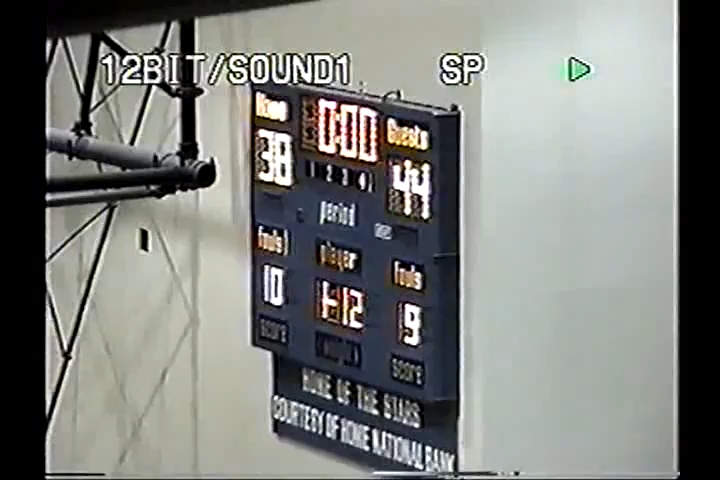 12BIT/SOUND1 SP
Home 0:00 Guests
38 44
1 2 3 4
period
fouls player fouls
10 1:12 9
score score
HOME OF THE STARS
COURTESY OF HOME NATIONAL BANK